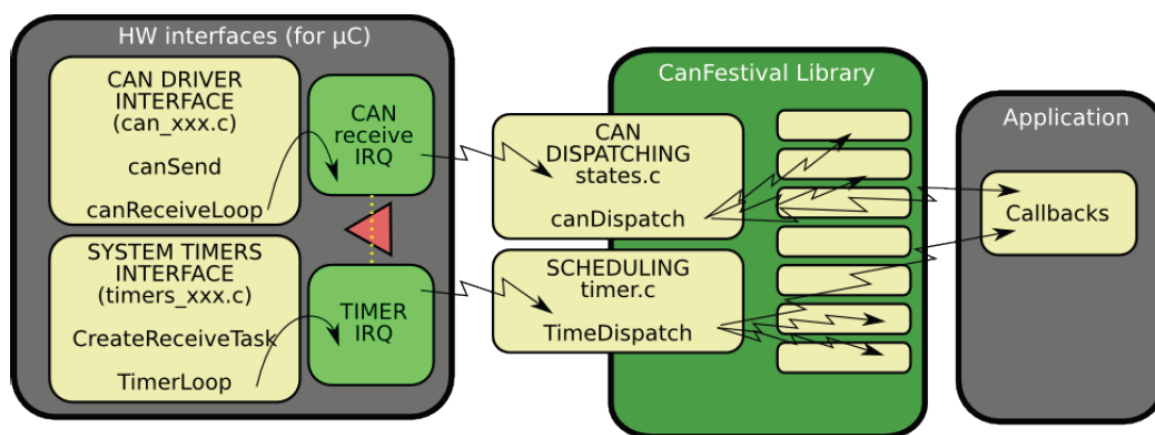 HW interfaces (for µC)
CAN DRIVER
INTERFACE
(can_xxx.c)
canSend
canReceiveLoop
CAN
receive
IRQ
SYSTEM TIMERS
INTERFACE
(timers_xxx.c)
CreateReceiveTask
TimerLoop
TIMER
IRQ
CanFestival Library
CAN
DISPATCHING
states.c
canDispatch
SCHEDULING
timer.c
TimeDispatch
Application
Callbacks